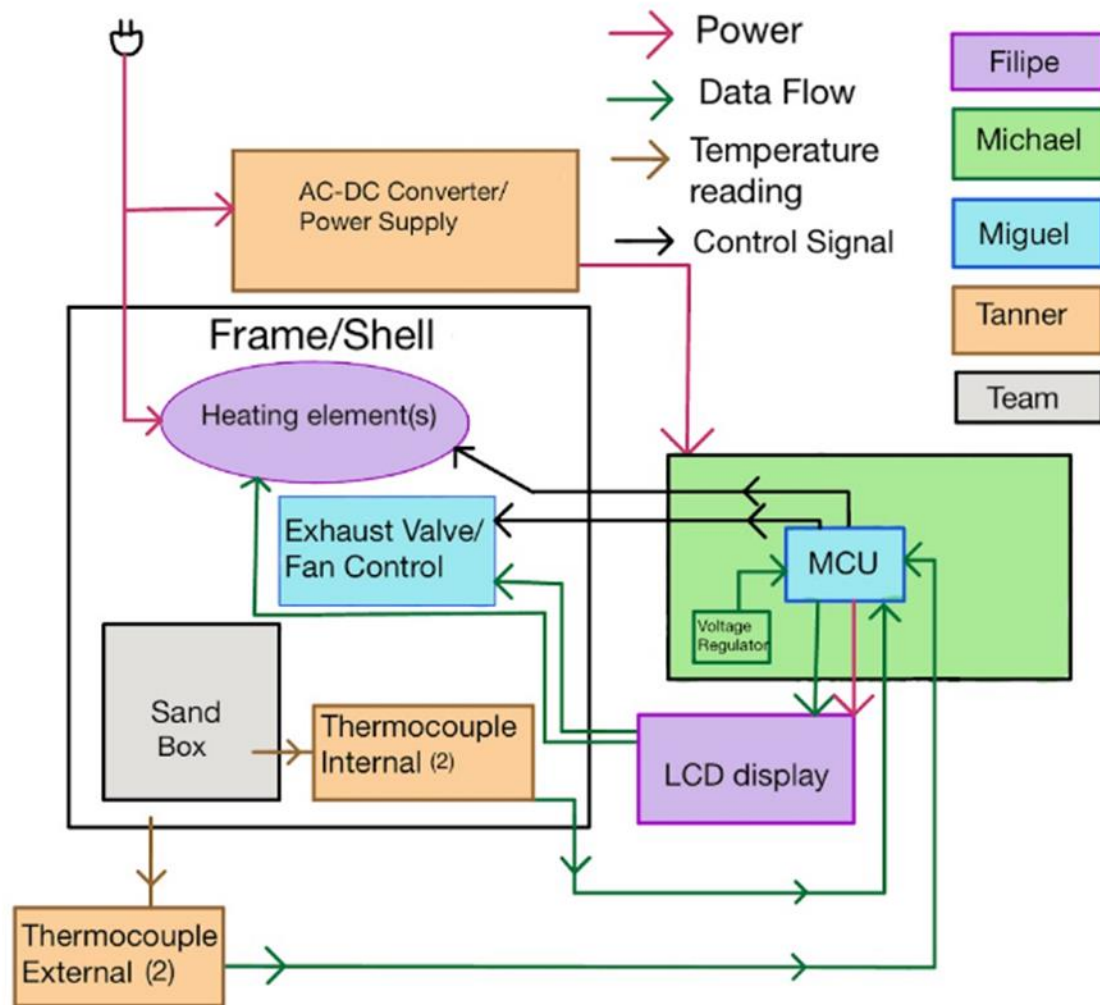 Power
Data Flow
Temperature
reading
Control Signal
Filipe
Michael
Miguel
Tanner
Team
AC-DC Converter/
Power Supply
Frame/Shell
Heating element(s)
Exhaust Valve/
Fan Control
MCU
Voltage
Regulator
Sand
Box
Thermocouple
Internal (2)
LCD display
Thermocouple
External (2)